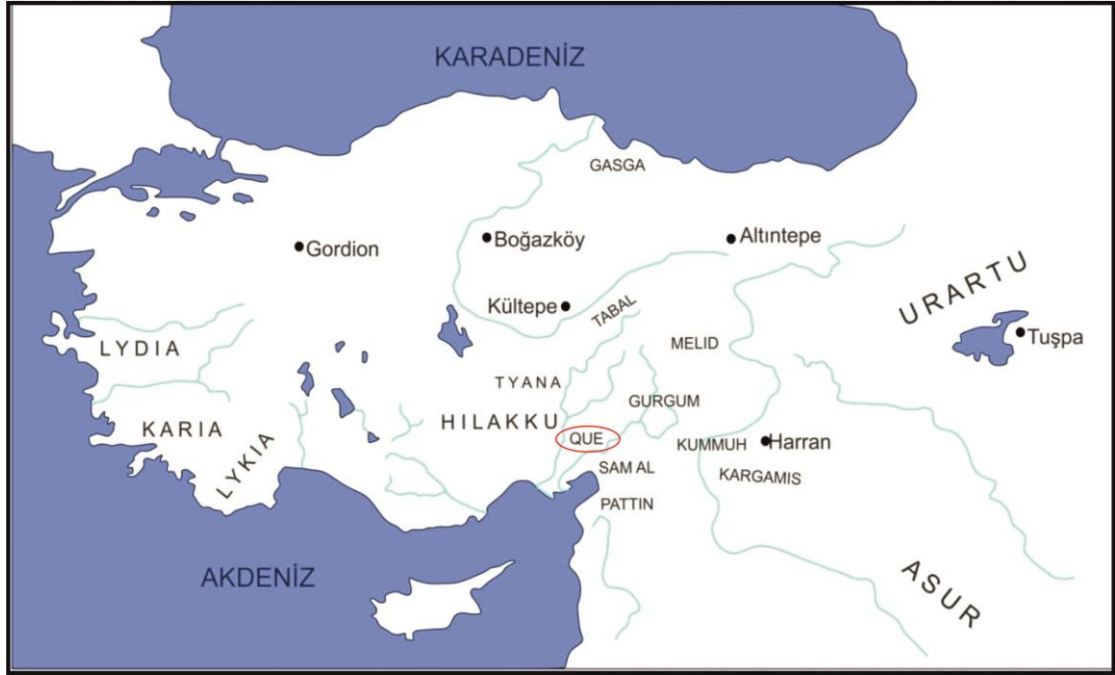 KARADENİZ
GASGA
Gordion
Boğazköy
Altıntepe
URARTU
Kültepe
TABAL
Tuşpa
LYDIA
MELID
TYANA
GURGUM
KARIA
LYKIA
HILAKKU
QUE
KUMMUH
Harran
SAM AL
KARGAMIS
PATTIN
AKDENİZ
ASUR